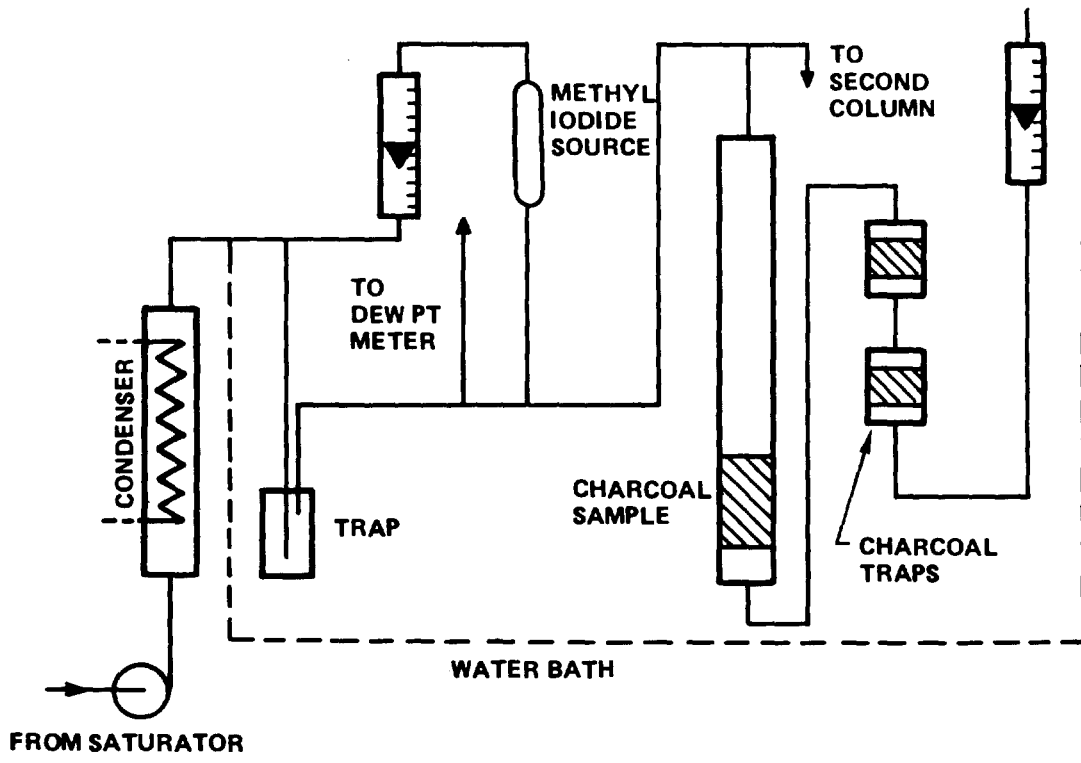 METHYL
IODIDE
SOURCE
TO
SECOND
COLUMN
TO
DEW PT
METER
CONDENSER
TRAP
CHARCOAL
SAMPLE
CHARCOAL
TRAPS
WATER BATH
FROM SATURATOR